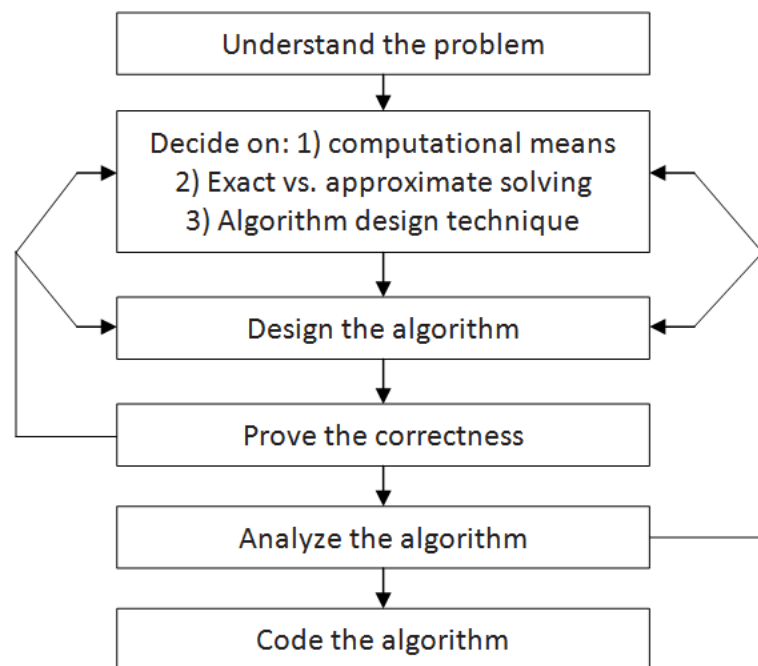 Understand the problem
Decide on: 1) computational means
2) Exact vs. approximate solving
3) Algorithm design technique
Design the algorithm
Prove the correctness
Analyze the algorithm
Code the algorithm